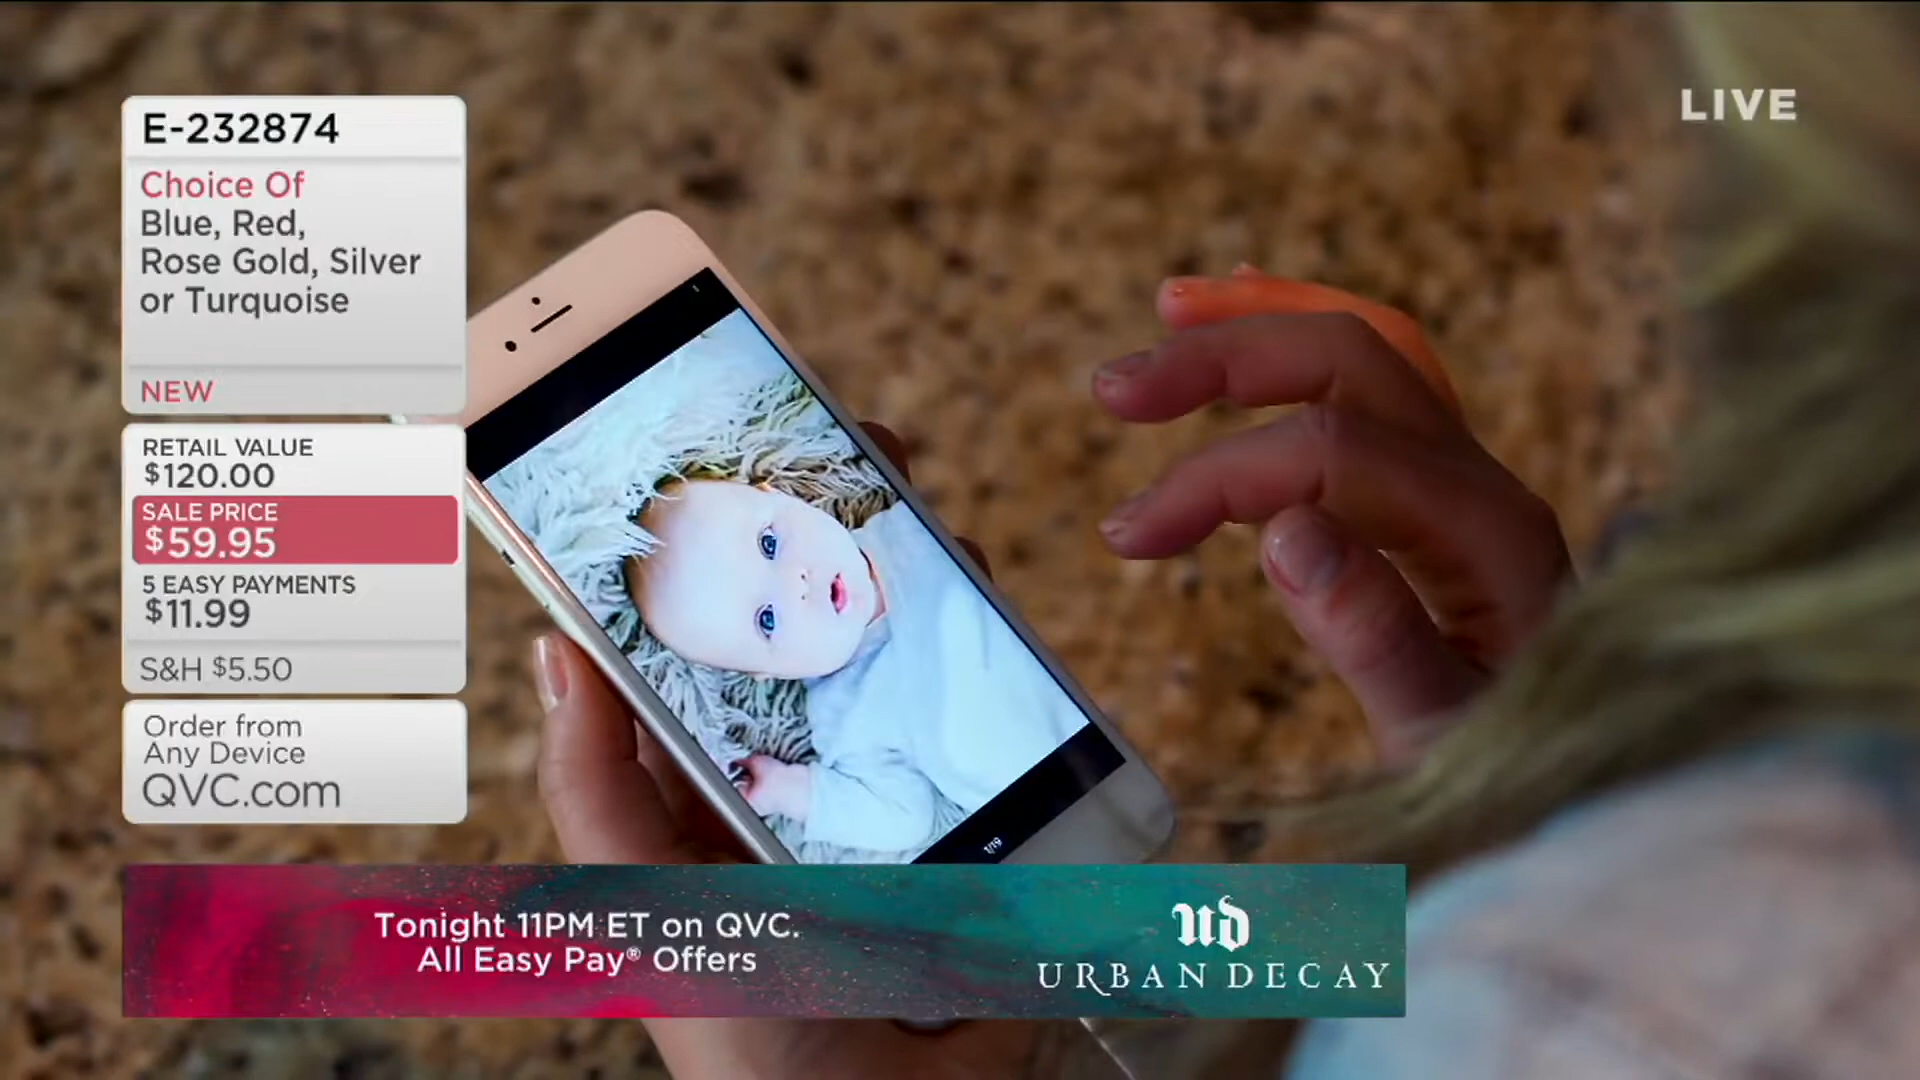 E-232874
Choice Of
Blue, Red,
Rose Gold, Silver
or Turquoise
NEW
RETAIL VALUE
$120.00
SALE PRICE
$59.95
5 EASY PAYMENTS
$11.99
S&H $5.50
Order from
Any Device
QVC.com
LIVE
1/19
Tonight 11PM ET on QVC.
All Easy Pay® Offers
UD
URBAN DECAY